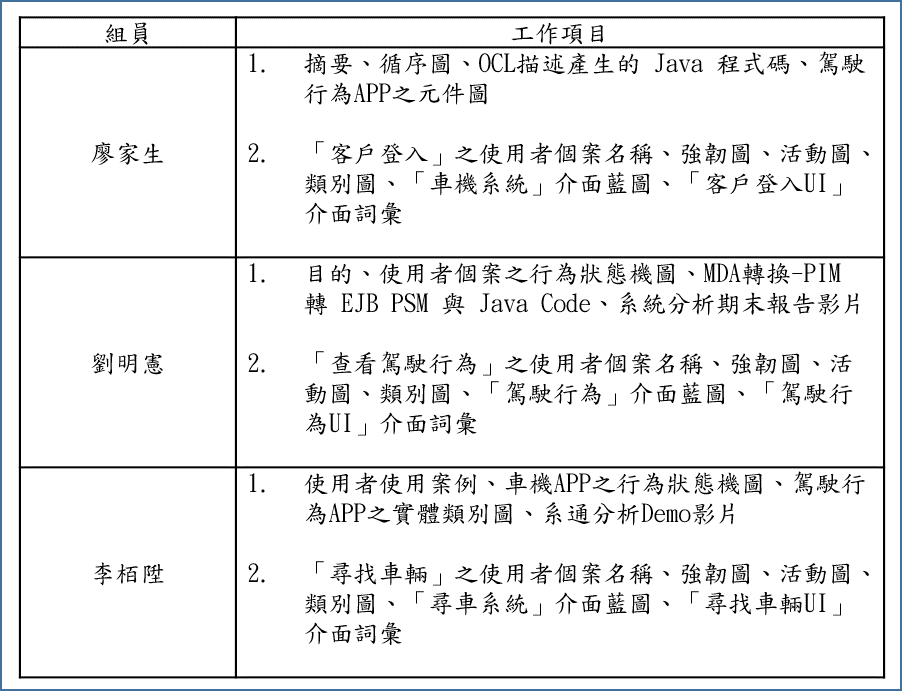 組員 工作項目
1. 摘要、循序圖、OCL描述產生的 Java 程式碼、駕駛
行為APP之元件圖
廖家生 2. 「客戶登入」之使用者個案名稱、強韌圖、活動圖、
類別圖、「車機系統」介面藍圖、「客戶登入UI」
介面詞彙
1. 目的、使用者個案之行為狀態機圖、MDA轉換-PIM
轉 EJB PSM 與 Java Code、系統分析期末報告影片
劉明憲 2. 「查看駕駛行為」之使用者個案名稱、強韌圖、活
動圖、類別圖、「駕駛行為」介面藍圖、「駕駛行
為UI」介面詞彙
1. 使用者使用案例、車機APP之行為狀態機圖、駕駛行
為APP之實體類別圖、系通分析Demo影片
李栢陞 2. 「尋找車輛」之使用者個案名稱、強韌圖、活動圖、
類別圖、「尋車系統」介面藍圖、「尋找車輛UI」
介面詞彙